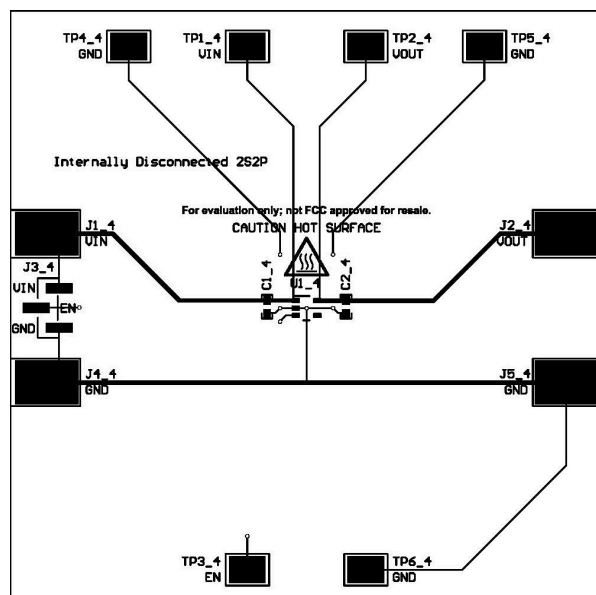 TP4_4
GND
TP1_4
VIN
TP2_4
VOUT
TP5_4
GND
Internally Disconnected 2S2P
For evaluation only; not FCC approved for resale.
CAUTION HOT SURFACE
J1_4
VIN
J2_4
VOUT
J3_4
VIN
EN
GND
C1_4
U1_4
C2_4
J4_4
GND
J5_4
GND
TP3_4
EN
TP6_4
GND